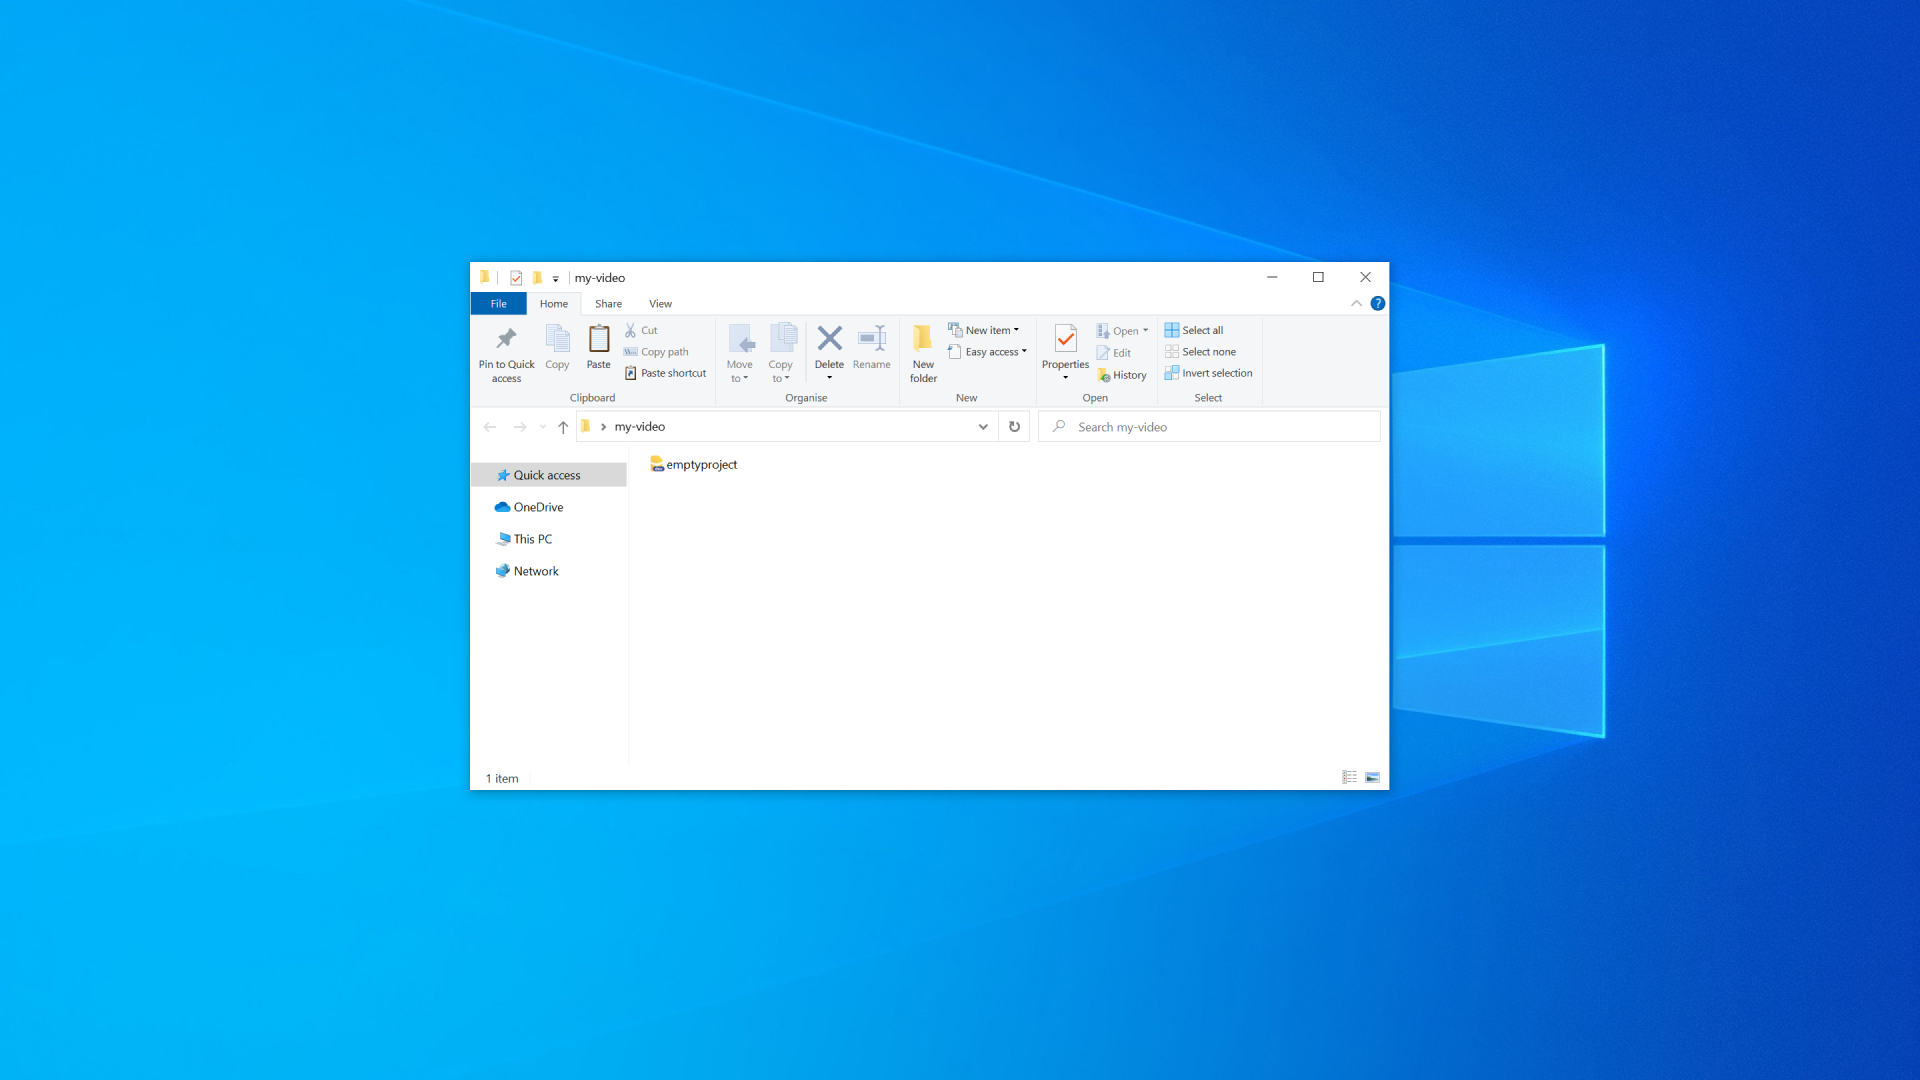 my-video
File Home Share View
?
Pin to Quick access
Copy
Paste
Cut
Copy path
Paste shortcut
Clipboard
Move to
Copy to
Delete
Rename
Organise
New folder
New item
Easy access
New
Properties
Open
Edit
History
Open
Select all
Select none
Invert selection
Select
my-video
Search my-video
Quick access
OneDrive
This PC
Network
emptyproject
1 item